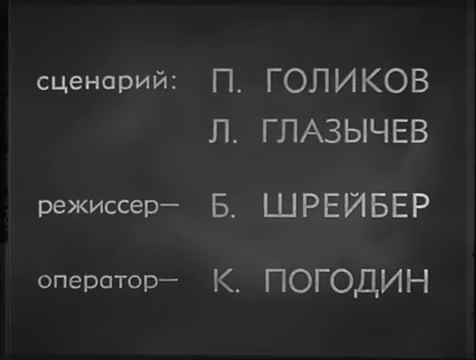 сценарий: П. ГОЛИКОВ
Л. ГЛАЗЫЧЕВ
режиссер— Б. ШРЕЙБЕР
оператор— К. ПОГОДИН